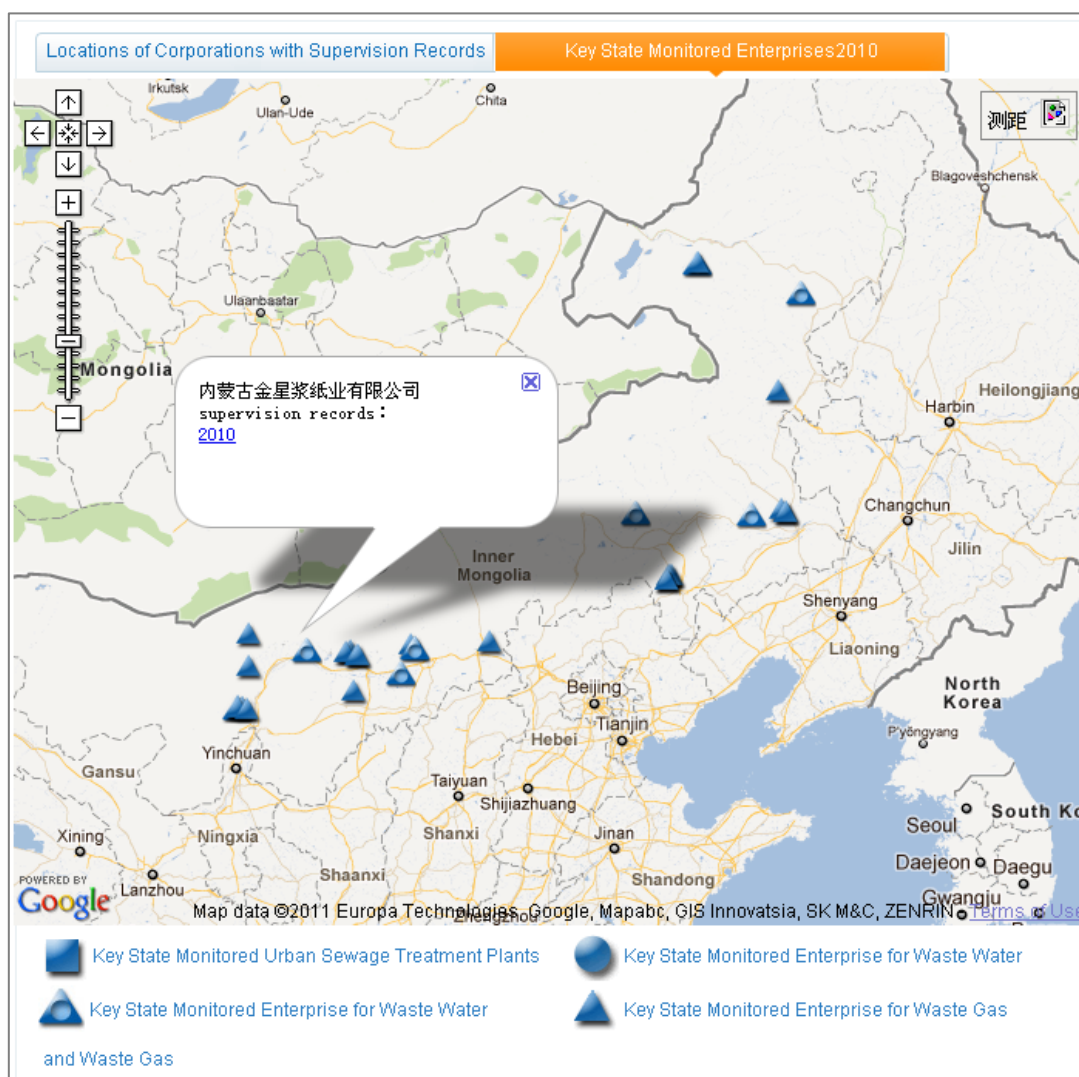 Locations of Corporations with Supervision Records
Key State Monitored Enterprises2010
Irkutsk
Ulan-Ude
Chita
测距
Blagoveshchensk
Ulaanbaatar
Mongolia
内蒙古金星浆纸业有限公司
supervision records:
2010
Heilongjiang
Harbin
Changchun
Jilin
Inner
Mongolia
Shenyang
Liaoning
North
Korea
Beijing
P'yŏngyang
Tianjin
Hebei
Yinchuan
Gansu
Taiyuan
Shijiazhuang
South Ko
Seoul
Xining
Ningxia
Shanxi
Jinan
Daejeon
Daegu
Shaanxi
Shandong
Lanzhou
Gwangju
POWERED BY
Google
Zhengzhou
Map data ©2011 Europa Technologies, Google, Mapabc, GIS Innovatsia, SK M&C, ZENRIN - Terms of Use
Key State Monitored Urban Sewage Treatment Plants
Key State Monitored Enterprise for Waste Water
Key State Monitored Enterprise for Waste Water
and Waste Gas
Key State Monitored Enterprise for Waste Gas